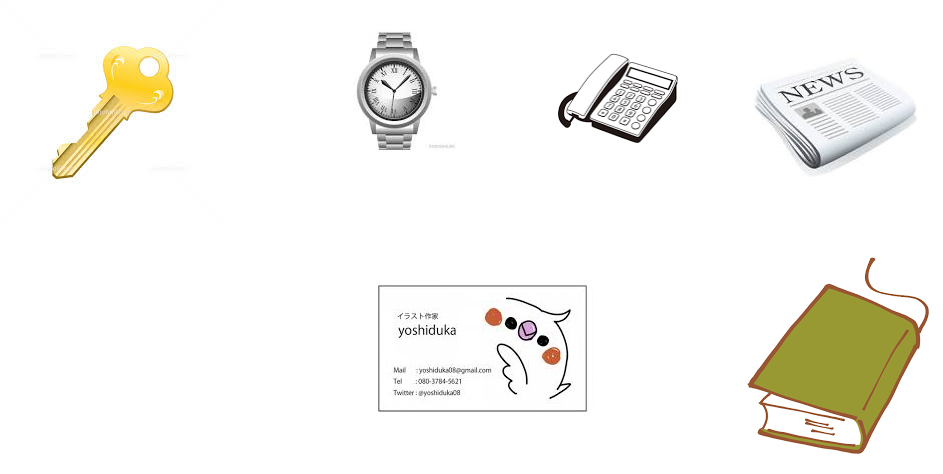 NEWS
イラスト作家
yoshiduka
Mail : yoshiduka08@gmail.com
Tel : 080-3784-5621
Twitter : @yoshiduka08